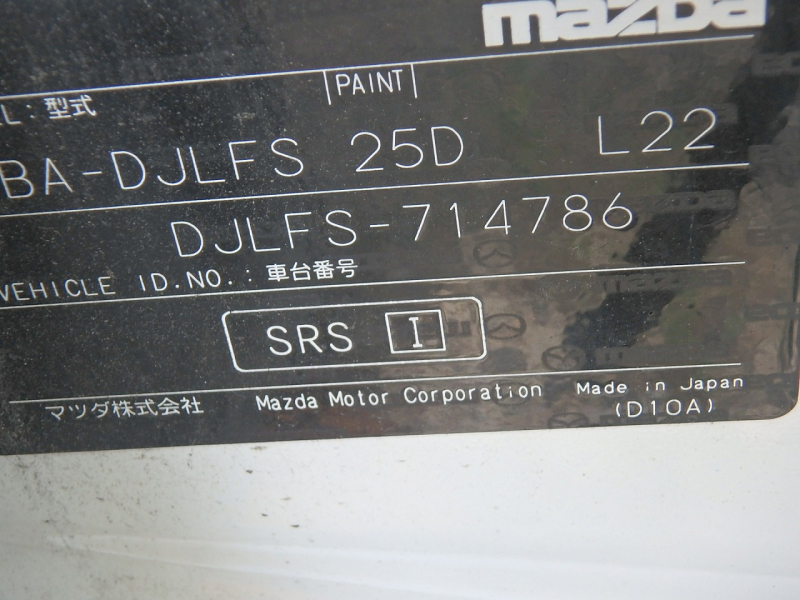 mazda
PAINT
EL：型式
BA-DJLFS 25D L22
DJLFS-714786
VEHICLE ID.NO.：車台番号
SRS I
マツダ株式会社 Mazda Motor Corporation Made in Japan
(D10A)